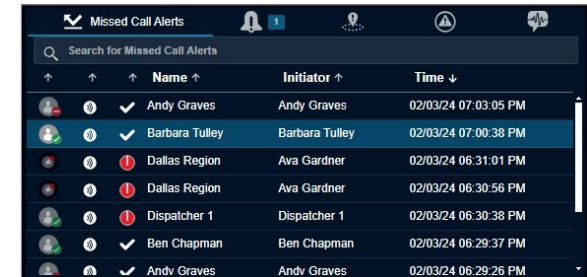 Missed Call Alerts 1
Search for Missed Call Alerts
Name Initiator Time
Andy Graves Andy Graves 02/03/24 07:03:05 PM
Barbara Tulley Barbara Tulley 02/03/24 07:00:38 PM
Dallas Region Ava Gardner 02/03/24 06:31:01 PM
Dallas Region Ava Gardner 02/03/24 06:30:56 PM
Dispatcher 1 Dispatcher 1 02/03/24 06:30:38 PM
Ben Chapman Ben Chapman 02/03/24 06:29:37 PM
Andy Graves Andy Graves 02/03/24 06:29:26 PM